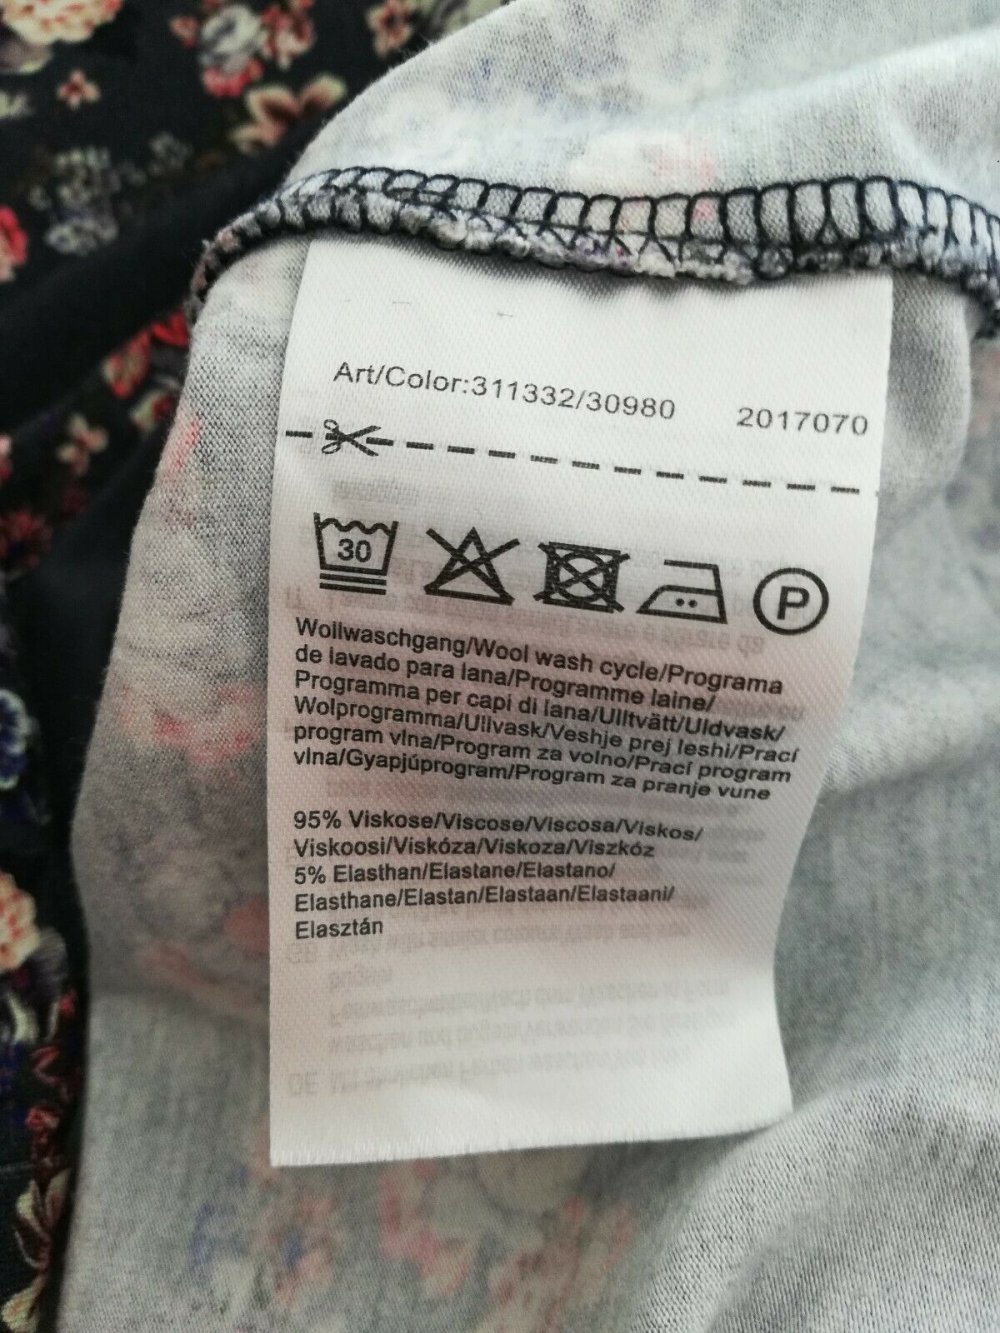 Art/Color:311332/30980 2017070
30 P
Wollwaschgang/Wool wash cycle/Programa
de lavado para lana/Programme laine/
Programma per capi di lana/Ulltvätt/Uldvask/
Wolprogramma/Ullvask/Veshje prej leshi/Prací
program vlna/Program za volno/Prací program
vlna/Gyapjúprogram/Program za pranje vune
95% Viskose/Viscose/Viscosa/Viskos/
Viskoosi/Viskóza/Viskoza/Viszkóz
5% Elasthan/Elastane/Elastano/
Elasthane/Elastan/Elastaan/Elastaani/
Elasztán